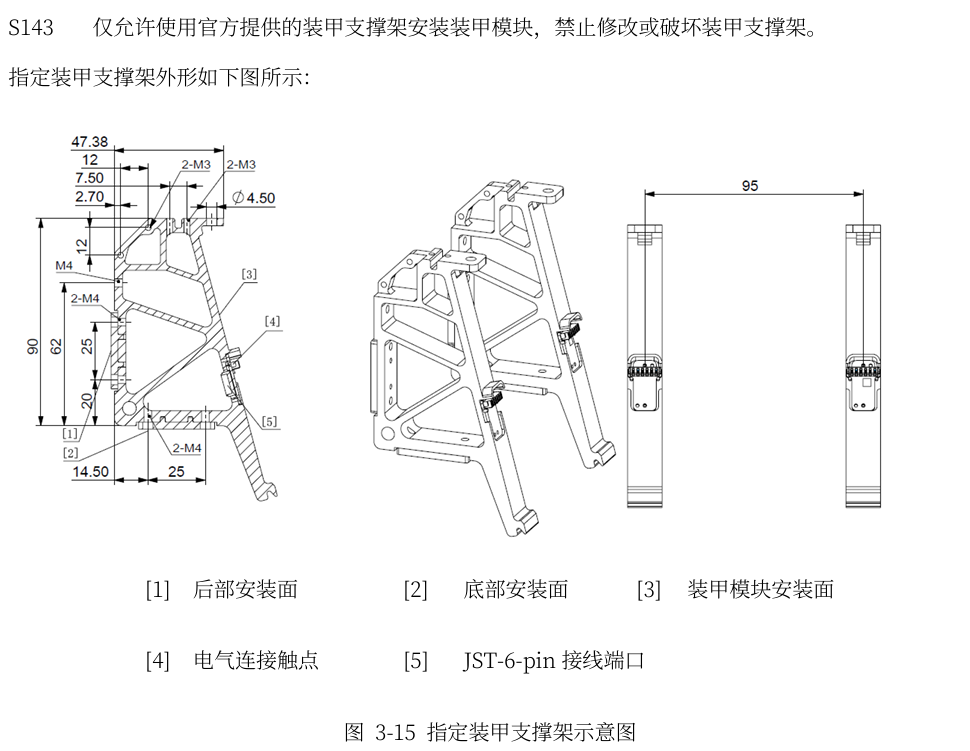 S143 仅允许使用官方提供的装甲支撑架安装装甲模块，禁止修改或破坏装甲支撑架。
指定装甲支撑架外形如下图所示：
47.38
12
2-M3 2-M3
7.50
2.70
Ø 4.50
95
12
M4
[3]
2-M4
[4]
90
62
25
20
[5]
[1]
[2]
2-M4
14.50
25
[1] 后部安装面 [2] 底部安装面 [3] 装甲模块安装面
[4] 电气连接触点 [5] JST-6-pin 接线端口
图 3-15 指定装甲支撑架示意图